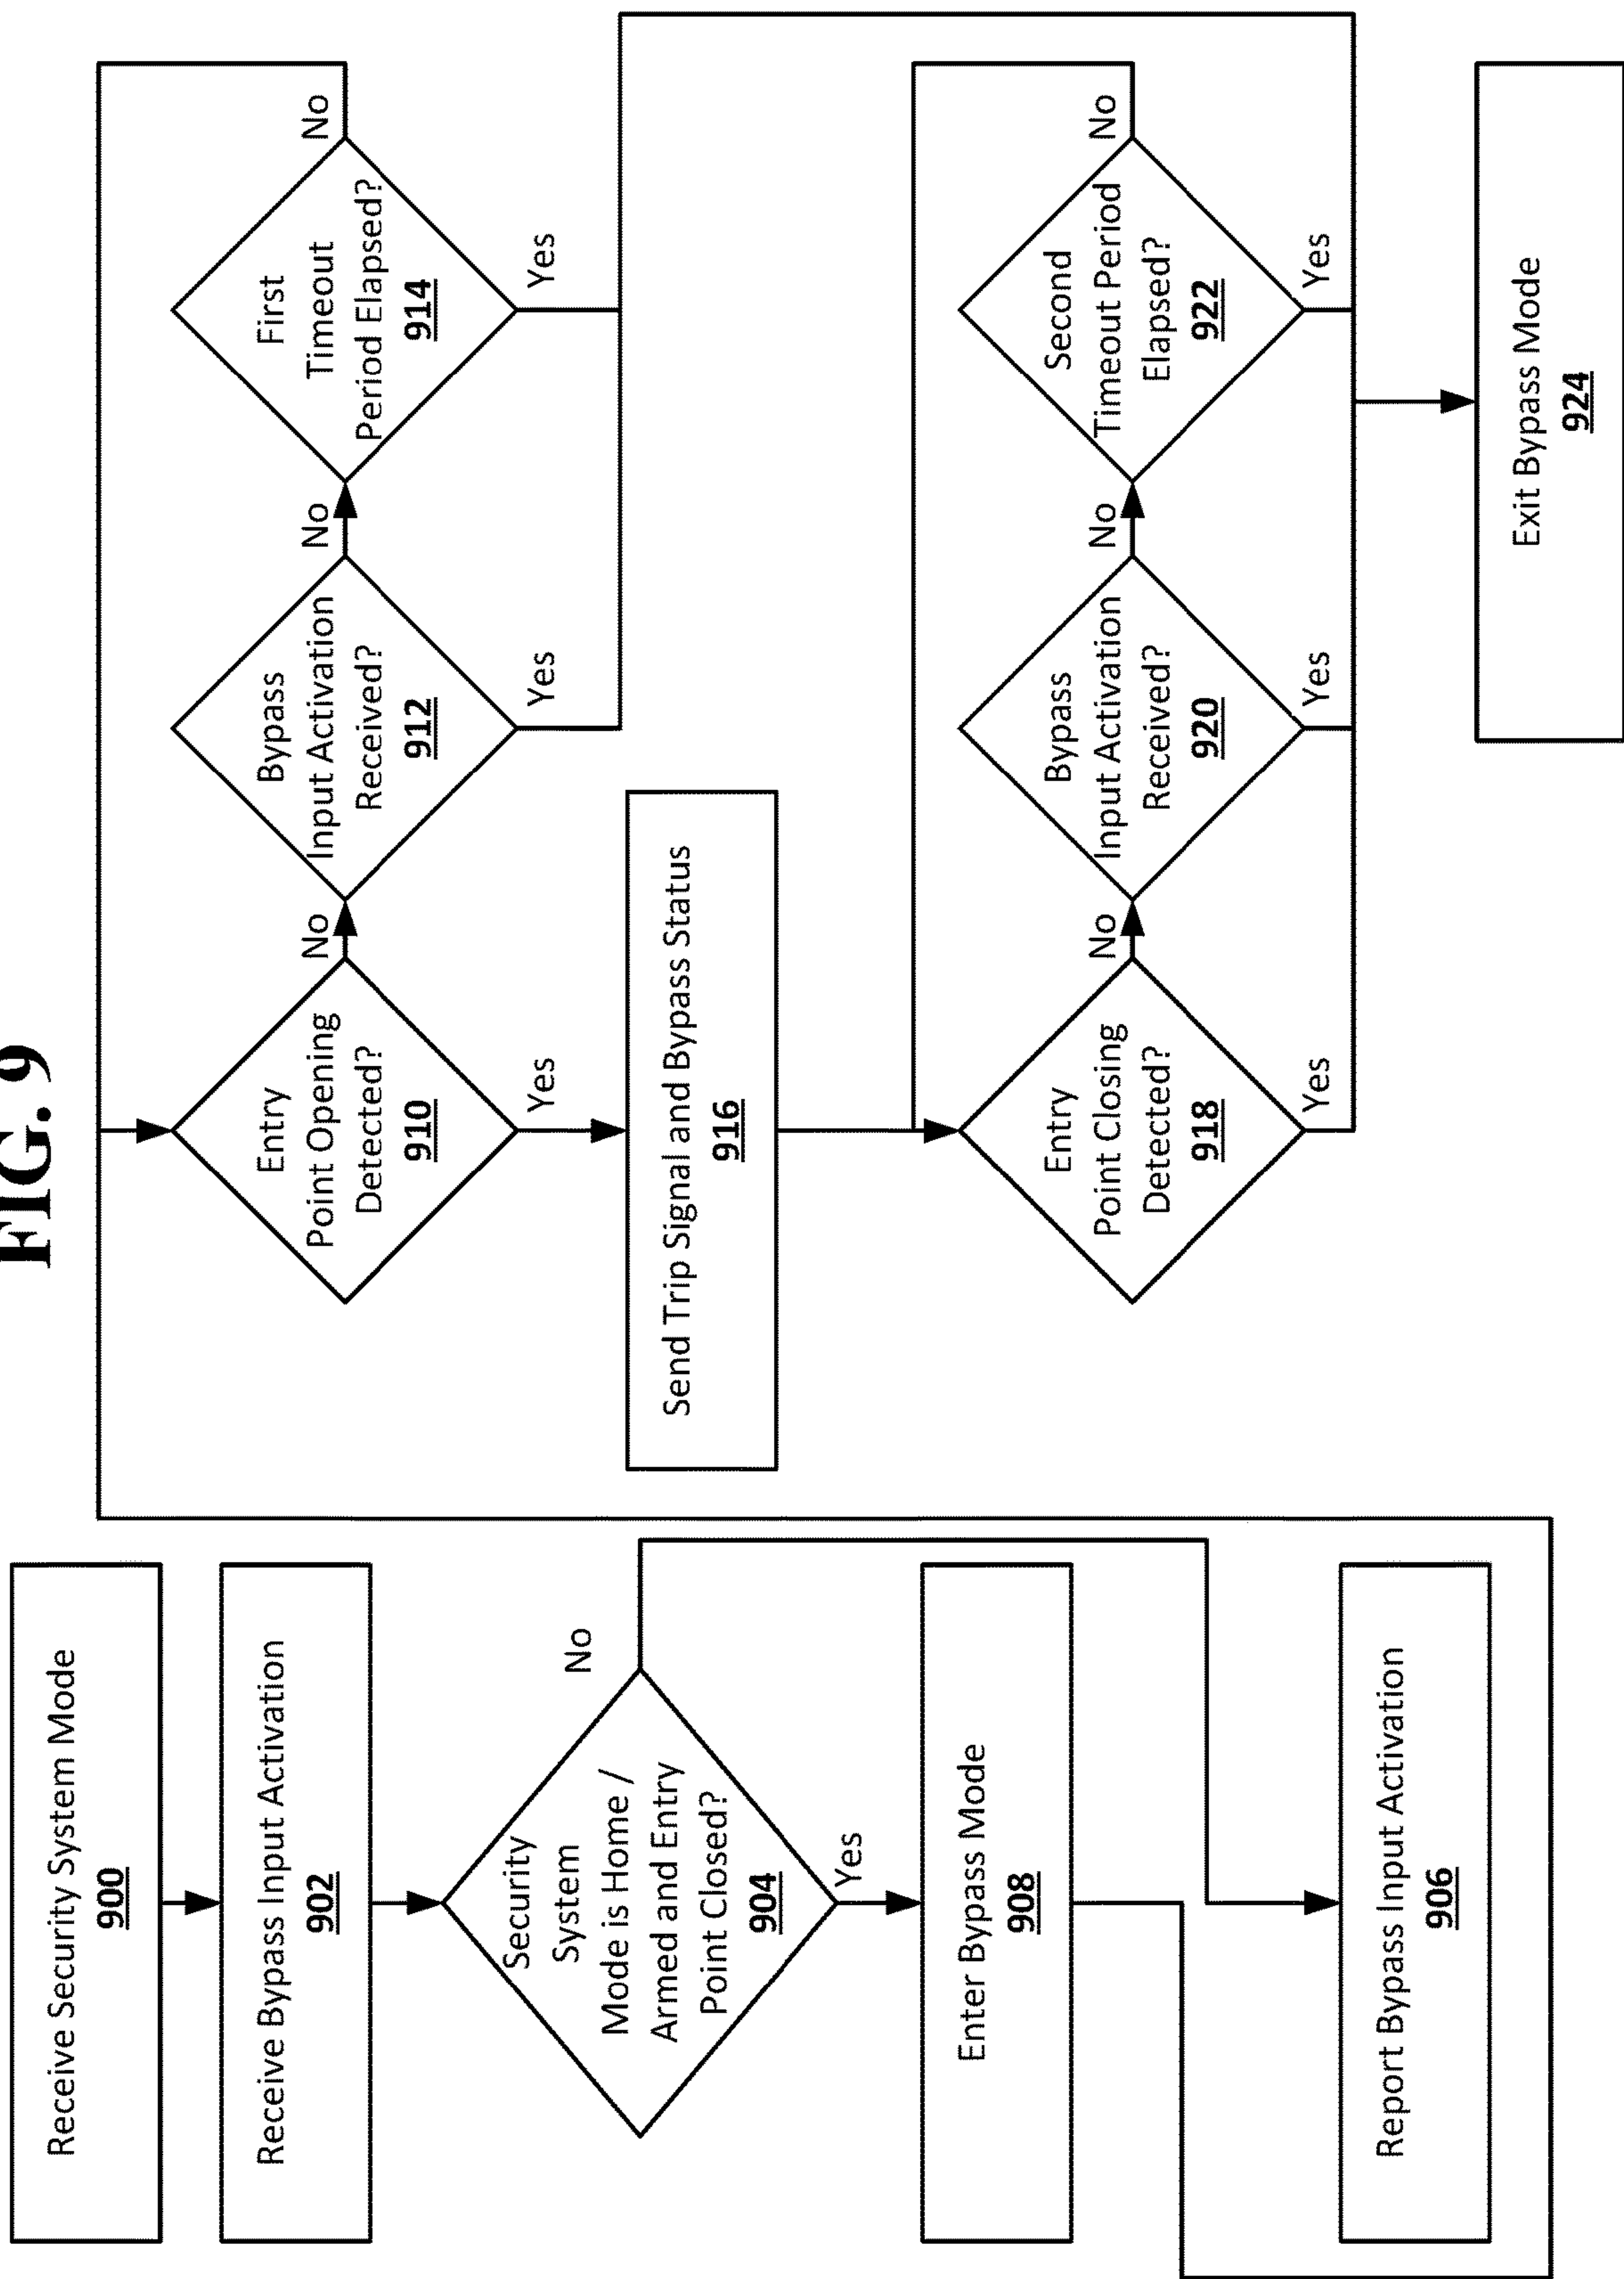 FIG. 9
Receive Security System Mode
900
Receive Bypass Input Activation
902
Security
System
Mode is Home /
Armed and Entry
Point Closed?
904
No
Yes
Enter Bypass Mode
908
Report Bypass Input Activation
906
Entry
Point Opening
Detected?
910
No
Yes
Bypass
Input Activation
Received?
912
No
Yes
First
Timeout
Period Elapsed?
914
No
Yes
Send Trip Signal and Bypass Status
916
Entry
Point Closing
Detected?
918
No
Yes
Bypass
Input Activation
Received?
920
No
Yes
Second
Timeout Period
Elapsed?
922
No
Yes
Exit Bypass Mode
924